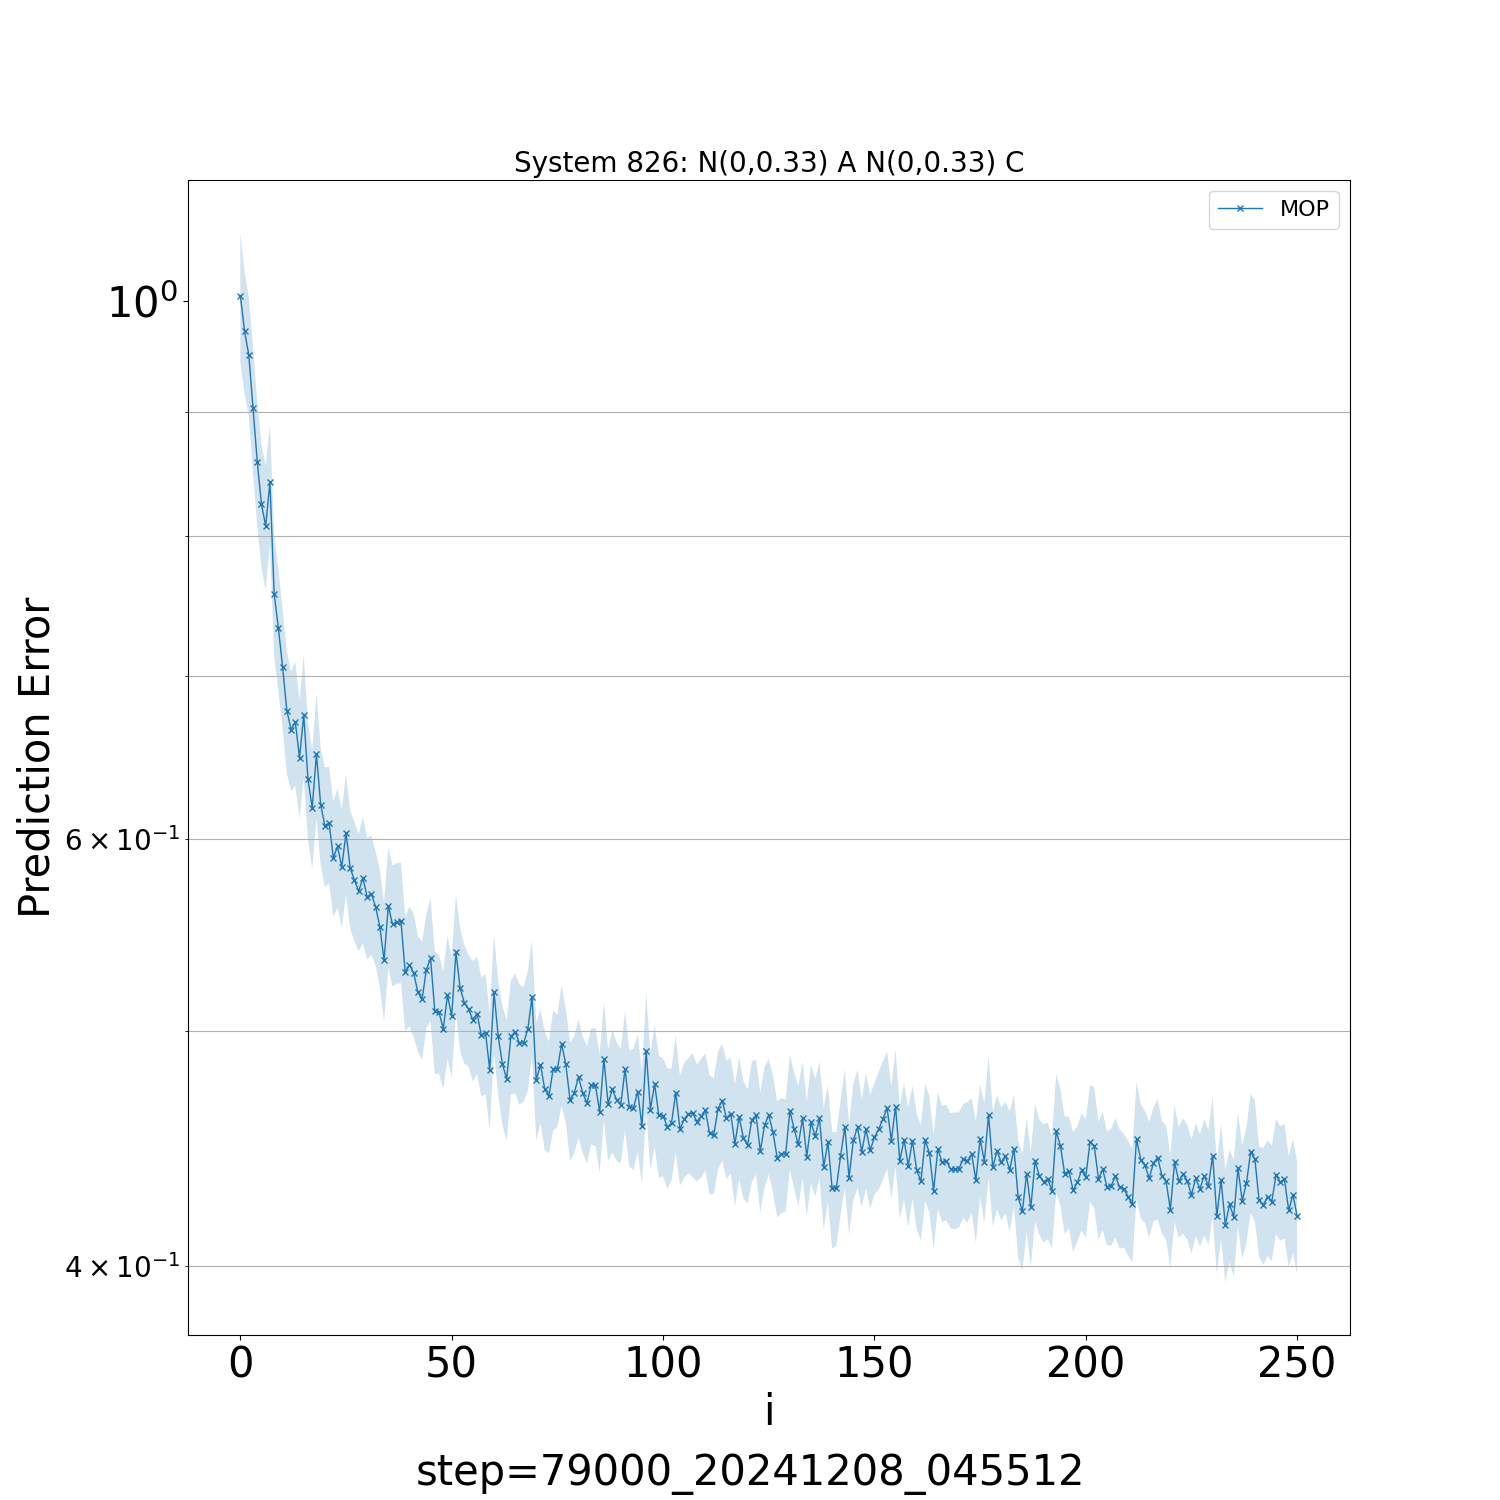 System 826: N(0,0.33) A N(0,0.33) C
MOP
Prediction Error
10⁰
6 × 10⁻¹
4 × 10⁻¹
0 50 100 150 200 250
i
step=79000_20241208_045512